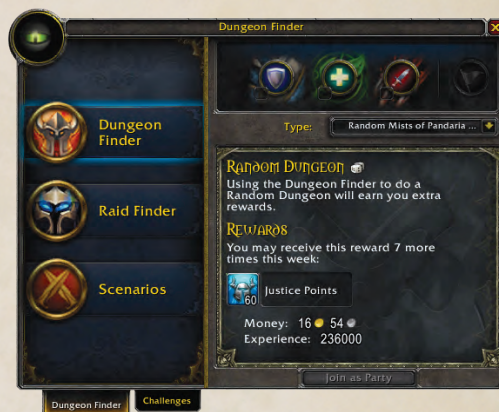 Dungeon Finder
Dungeon
Finder
Raid Finder
Scenarios
Type:
Random Mists of Pandaria ...
RANDOM DUNGEON
Using the Dungeon Finder to do a
Random Dungeon will earn you extra
rewards.
REWARDS
You may receive this reward 7 more
times this week:
60
Justice Points
Money: 16 54
Experience: 236000
Join as Party
Dungeon Finder
Challenges